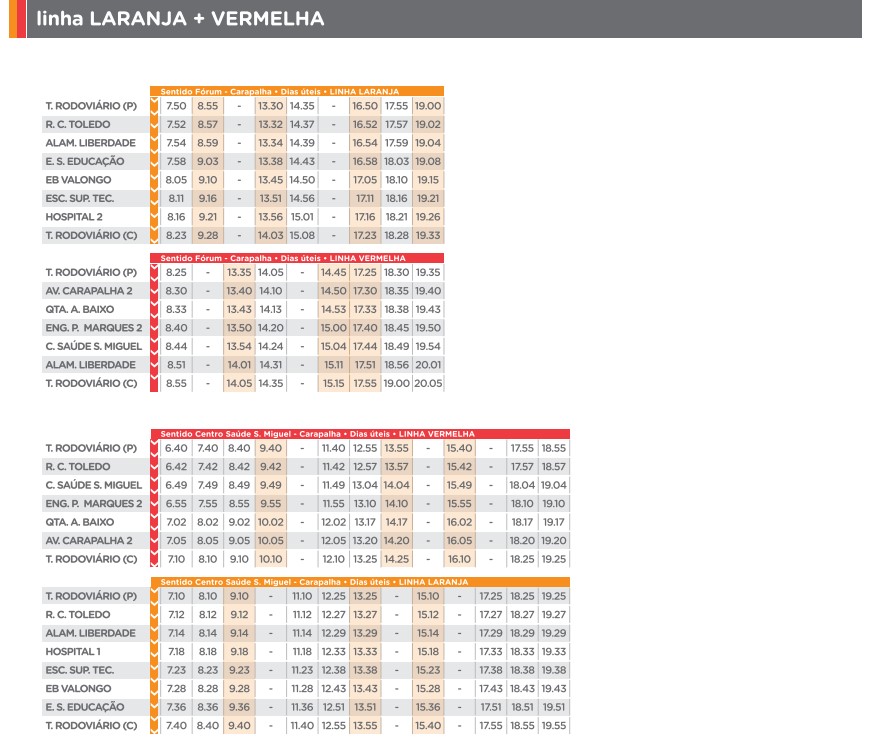 linha LARANJA + VERMELHA
Sentido Fórum - Carapalha • Dias úteis • LINHA LARANJA
T. RODOVIÁRIO (P) 7.50 8.55 - 13.30 14.35 - 16.50 17.55 19.00
R. C. TOLEDO 7.52 8.57 - 13.32 14.37 - 16.52 17.57 19.02
ALAM. LIBERDADE 7.54 8.59 - 13.34 14.39 - 16.54 17.59 19.04
E. S. EDUCAÇÃO 7.58 9.03 - 13.38 14.43 - 16.58 18.03 19.08
EB VALONGO 8.05 9.10 - 13.45 14.50 - 17.05 18.10 19.15
ESC. SUP. TEC. 8.11 9.16 - 13.51 14.56 - 17.11 18.16 19.21
HOSPITAL 2 8.16 9.21 - 13.56 15.01 - 17.16 18.21 19.26
T. RODOVIÁRIO (C) 8.23 9.28 - 14.03 15.08 - 17.23 18.28 19.33
Sentido Fórum - Carapalha • Dias úteis • LINHA VERMELHA
T. RODOVIÁRIO (P) 8.25 - 13.35 14.05 - 14.45 17.25 18.30 19.35
AV. CARAPALHA 2 8.30 - 13.40 14.10 - 14.50 17.30 18.35 19.40
QTA. A. BAIXO 8.33 - 13.43 14.13 - 14.53 17.33 18.38 19.43
ENG. P. MARQUES 2 8.40 - 13.50 14.20 - 15.00 17.40 18.45 19.50
C. SAÚDE S. MIGUEL 8.44 - 13.54 14.24 - 15.04 17.44 18.49 19.54
ALAM. LIBERDADE 8.51 - 14.01 14.31 - 15.11 17.51 18.56 20.01
T. RODOVIÁRIO (C) 8.55 - 14.05 14.35 - 15.15 17.55 19.00 20.05
Sentido Centro Saúde S. Miguel - Carapalha • Dias úteis • LINHA VERMELHA
T. RODOVIÁRIO (P) 6.40 7.40 8.40 9.40 - 11.40 12.55 13.55 - 15.40 - 17.55 18.55
R. C. TOLEDO 6.42 7.42 8.42 9.42 - 11.42 12.57 13.57 - 15.42 - 17.57 18.57
C. SAÚDE S. MIGUEL 6.49 7.49 8.49 9.49 - 11.49 13.04 14.04 - 15.49 - 18.04 19.04
ENG. P. MARQUES 2 6.55 7.55 8.55 9.55 - 11.55 13.10 14.10 - 15.55 - 18.10 19.10
QTA. A. BAIXO 7.02 8.02 9.02 10.02 - 12.02 13.17 14.17 - 16.02 - 18.17 19.17
AV. CARAPALHA 2 7.05 8.05 9.05 10.05 - 12.05 13.20 14.20 - 16.05 - 18.20 19.20
T. RODOVIÁRIO (C) 7.10 8.10 9.10 10.10 - 12.10 13.25 14.25 - 16.10 - 18.25 19.25
Sentido Centro Saúde S. Miguel - Carapalha • Dias úteis • LINHA LARANJA
T. RODOVIÁRIO (P) 7.10 8.10 9.10 - 11.10 12.25 13.25 - 15.10 - 17.25 18.25 19.25
R. C. TOLEDO 7.12 8.12 9.12 - 11.12 12.27 13.27 - 15.12 - 17.27 18.27 19.27
ALAM. LIBERDADE 7.14 8.14 9.14 - 11.14 12.29 13.29 - 15.14 - 17.29 18.29 19.29
HOSPITAL 1 7.18 8.18 9.18 - 11.18 12.33 13.33 - 15.18 - 17.33 18.33 19.33
ESC. SUP. TEC. 7.23 8.23 9.23 - 11.23 12.38 13.38 - 15.23 - 17.38 18.38 19.38
EB VALONGO 7.28 8.28 9.28 - 11.28 12.43 13.43 - 15.28 - 17.43 18.43 19.43
E. S. EDUCAÇÃO 7.36 8.36 9.36 - 11.36 12.51 13.51 - 15.36 - 17.51 18.51 19.51
T. RODOVIÁRIO (C) 7.40 8.40 9.40 - 11.40 12.55 13.55 - 15.40 - 17.55 18.55 19.55